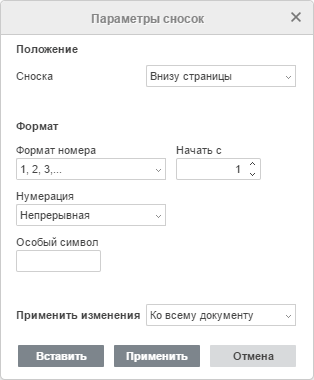 Параметры сносок
Положение
Сноска Внизу страницы
Формат
Формат номера Начать с
1, 2, 3,... 1
Нумерация
Непрерывная
Особый символ
Применить изменения Ко всему документу
Вставить Применить Отмена